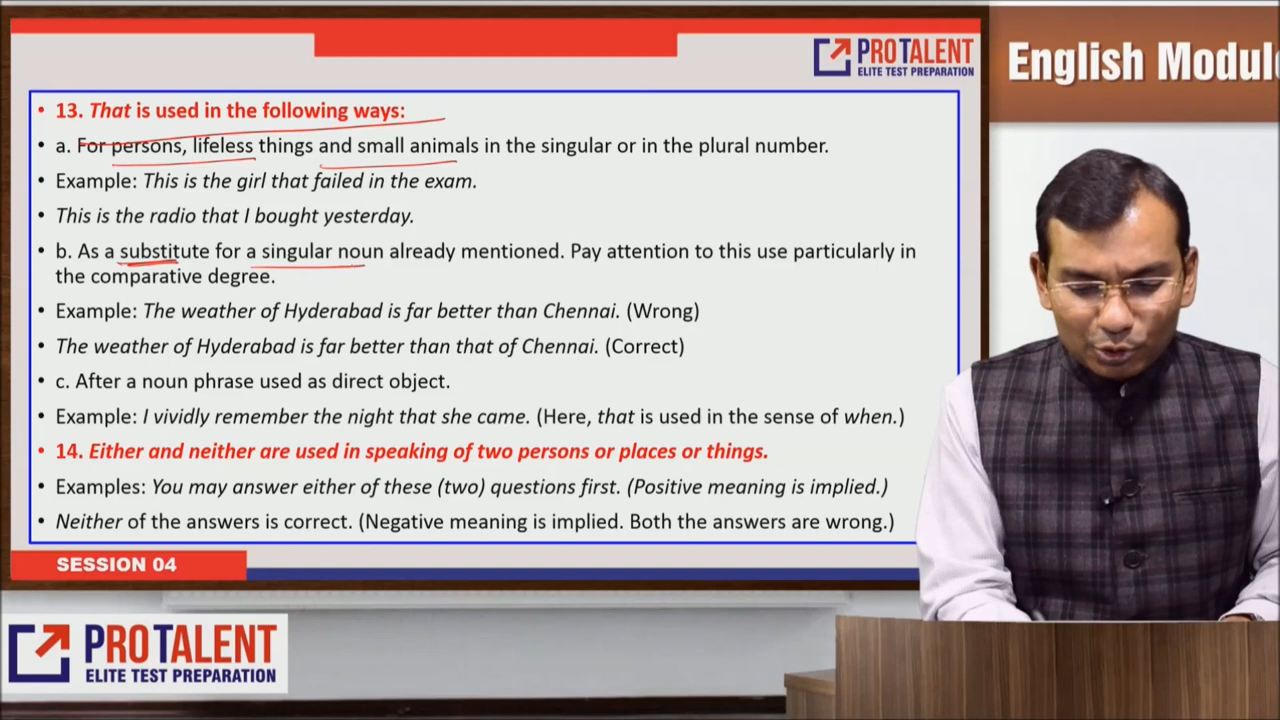 PROTALENT
ELITE TEST PREPARATION
English Module
• 13. That is used in the following ways:
• a. For persons, lifeless things and small animals in the singular or in the plural number.
• Example: This is the girl that failed in the exam.
• This is the radio that I bought yesterday.
• b. As a substitute for a singular noun already mentioned. Pay attention to this use particularly in
the comparative degree.
• Example: The weather of Hyderabad is far better than Chennai. (Wrong)
• The weather of Hyderabad is far better than that of Chennai. (Correct)
• c. After a noun phrase used as direct object.
• Example: I vividly remember the night that she came. (Here, that is used in the sense of when.)
• 14. Either and neither are used in speaking of two persons or places or things.
• Examples: You may answer either of these (two) questions first. (Positive meaning is implied.)
• Neither of the answers is correct. (Negative meaning is implied. Both the answers are wrong.)
SESSION 04
PROTALENT
ELITE TEST PREPARATION